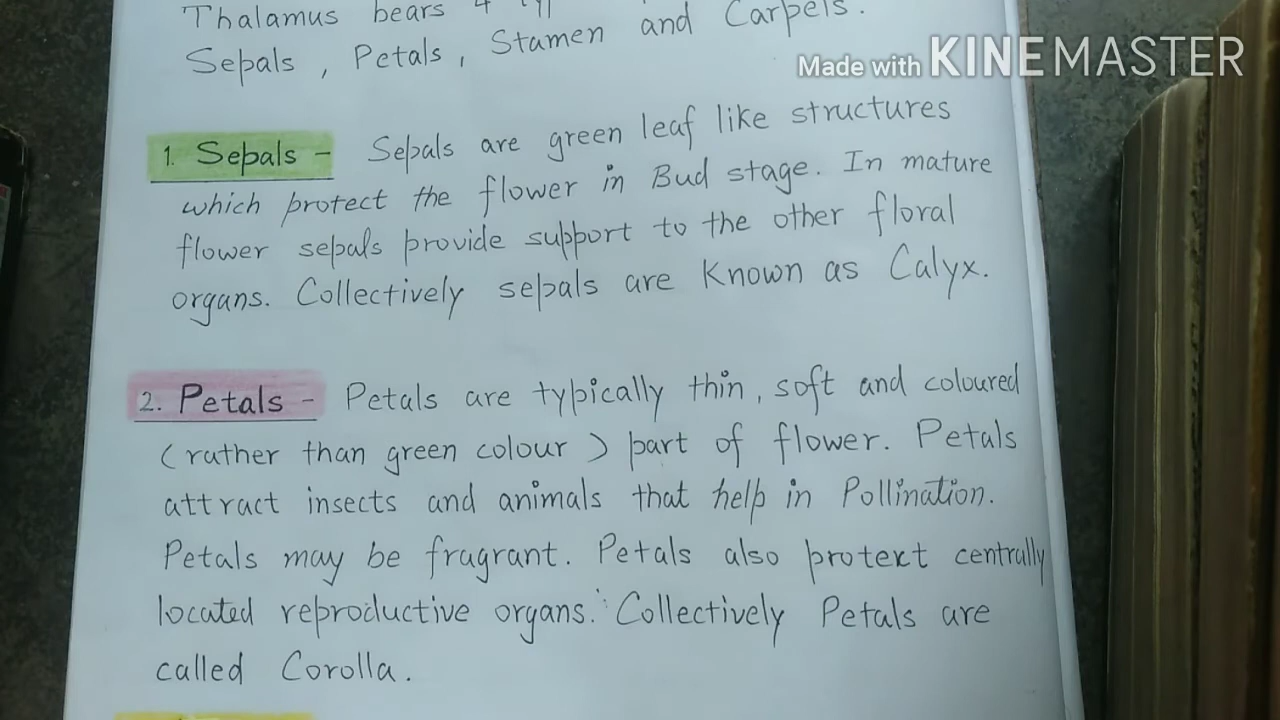 Thalamus bears 4
Sepals, Petals, Stamen and Carpels.
Made with KINEMASTER
1. Sepals - Sepals are green leaf like structures
which protect the flower in Bud stage. In mature
flower sepals provide support to the other floral
organs. Collectively sepals are Known as Calyx.
2. Petals - Petals are typically thin, soft and coloured
(rather than green colour) part of flower. Petals
attract insects and animals that help in Pollination.
Petals may be fragrant. Petals also protect centrally
located reproductive organs. Collectively Petals are
called Corolla.